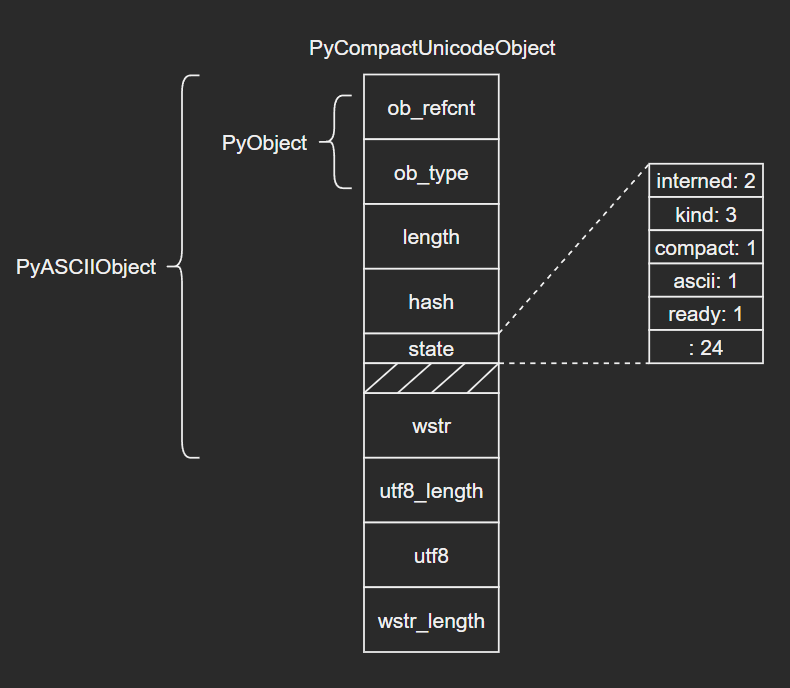 PyCompactUnicodeObject
ob_refcnt
PyObject
ob_type
interned: 2
kind: 3
length
compact: 1
PyASCIIObject
ascii: 1
hash
ready: 1
state
: 24
wstr
utf8_length
utf8
wstr_length